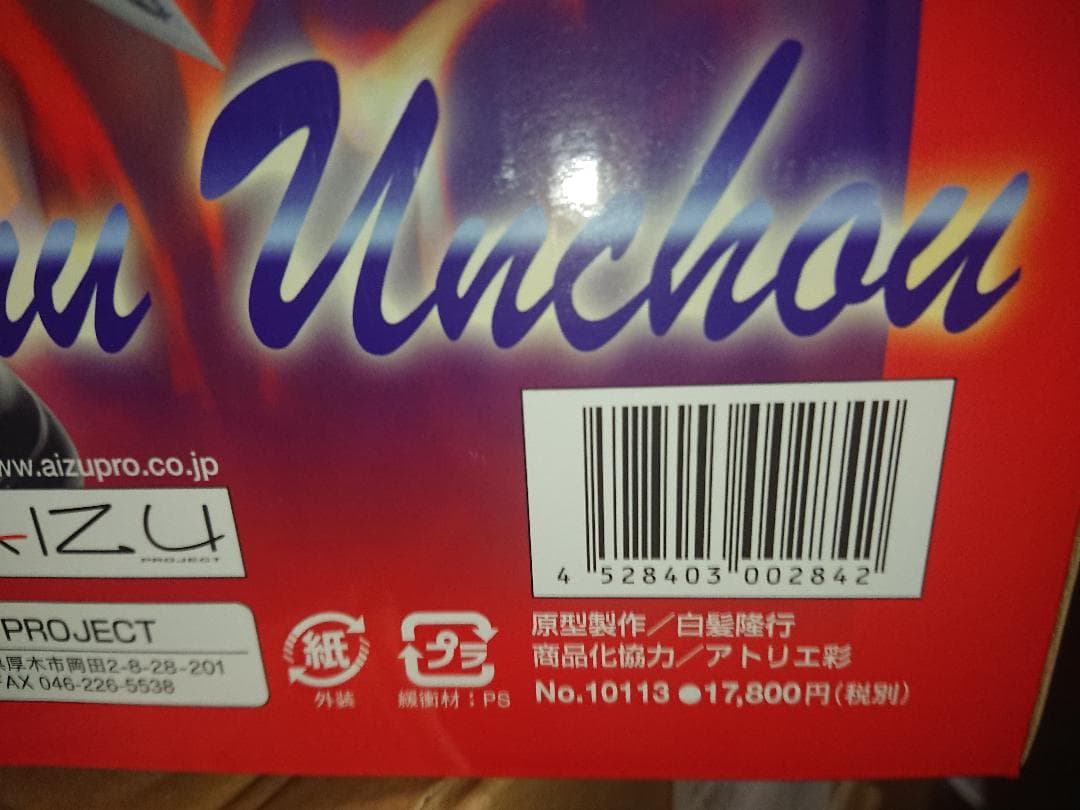 Unchou
ww.aizupro.co.jp
AIZU
PROJECT
4 528403 002842
PROJECT
厚木市岡田2-8-28-201
FAX 046-226-5538
紙
外装
プラ
緩衝材：PS
原型製作／白髪隆行
商品化協力／アトリエ彩
No.10113 ●17,800円（税別）